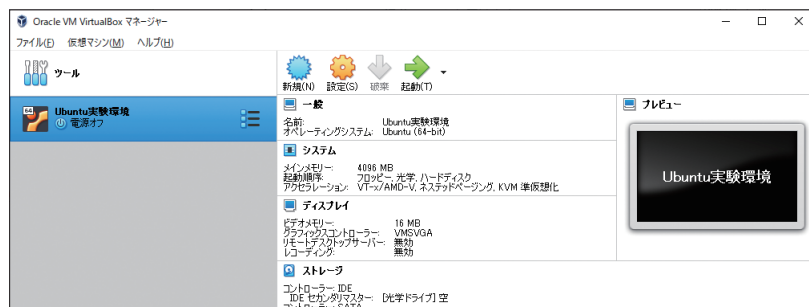 Oracle VM VirtualBox マネージャー
ファイル(F) 仮想マシン(M) ヘルプ(H)
ツール
新規(N) 設定(S) 破棄 起動(T)
64
Ubuntu実験環境
電源オフ
一般
名前: Ubuntu実験環境
オペレーティングシステム: Ubuntu (64-bit)
システム
メインメモリー: 4096 MB
起動順序: フロッピー, 光学, ハードディスク
アクセラレーション: VT-x/AMD-V, ネステッドページング, KVM 準仮想化
ディスプレイ
ビデオメモリー: 16 MB
グラフィックスコントローラー: VMSVGA
リモートデスクトップサーバー: 無効
レコーディング: 無効
ストレージ
コントローラー: IDE
IDE セカンダリマスター: [光学ドライブ] 空
コントローラー: SATA
プレビュー
Ubuntu実験環境